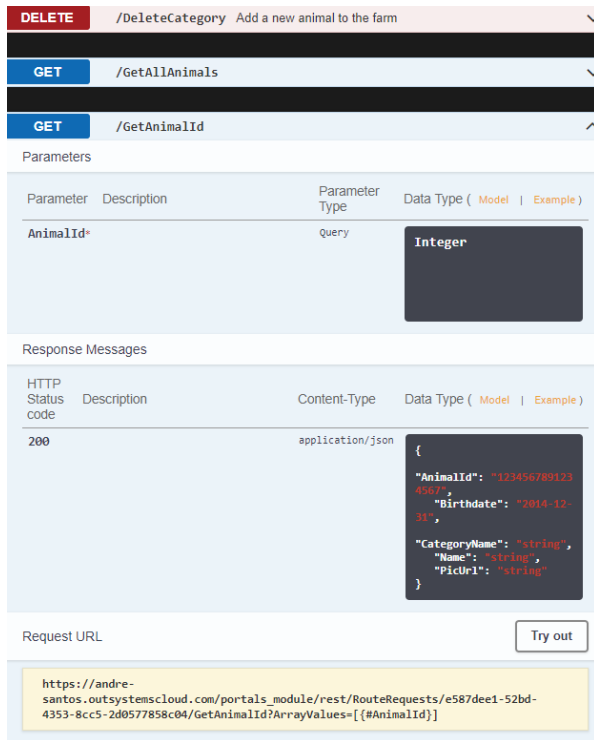 DELETE /DeleteCategory Add a new animal to the farm
GET /GetAllAnimals
GET /GetAnimalId
Parameters
Parameter Description Parameter Type Data Type ( Model | Example )
AnimalId* Query Integer
Response Messages
HTTP Status code Description Content-Type Data Type ( Model | Example )
200 application/json
{
"AnimalId": "123456789123
4567",
"Birthdate": "2014-12-
31",
"CategoryName": "string",
"Name": "string",
"PicUrl": "string"
}
Request URL Try out
https://andre-
santos.outsystemscloud.com/portals_module/rest/RouteRequests/e587dee1-52bd-
4353-8cc5-2d0577858c04/GetAnimalId?ArrayValues=[{#AnimalId}]